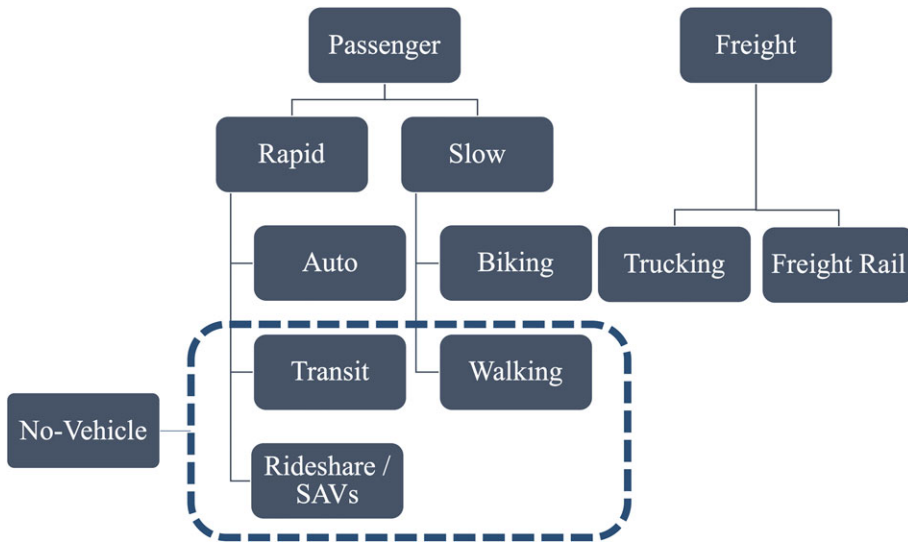 Passenger
Freight
Rapid
Slow
Auto
Biking
Trucking
Freight Rail
Transit
Walking
No-Vehicle
Rideshare /
SAVs